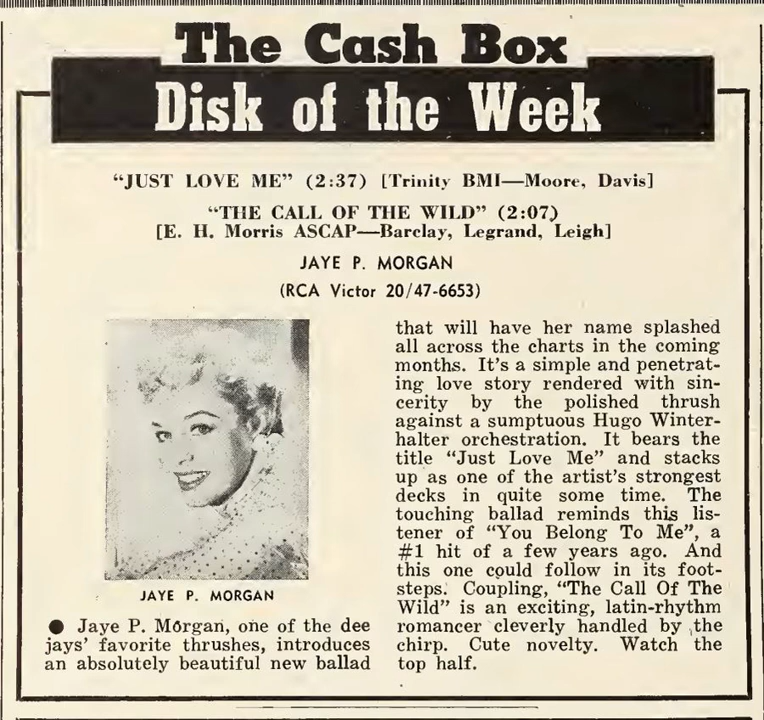 The Cash Box
Disk of the Week
"JUST LOVE ME" (2:37) [Trinity BMI—Moore, Davis]
"THE CALL OF THE WILD" (2:07)
[E. H. Morris ASCAP—Barclay, Legrand, Leigh]
JAYE P. MORGAN
(RCA Victor 20/47-6653)
JAYE P. MORGAN
● Jaye P. Morgan, one of the dee
jays' favorite thrushes, introduces
an absolutely beautiful new ballad
that will have her name splashed
all across the charts in the coming
months. It's a simple and penetrat-
ing love story rendered with sin-
cerity by the polished thrush
against a sumptuous Hugo Winter-
halter orchestration. It bears the
title "Just Love Me" and stacks
up as one of the artist's strongest
decks in quite some time. The
touching ballad reminds this lis-
tener of "You Belong To Me", a
#1 hit of a few years ago. And
this one could follow in its foot-
steps. Coupling, "The Call Of The
Wild" is an exciting, latin-rhythm
romancer cleverly handled by the
chirp. Cute novelty. Watch the
top half.